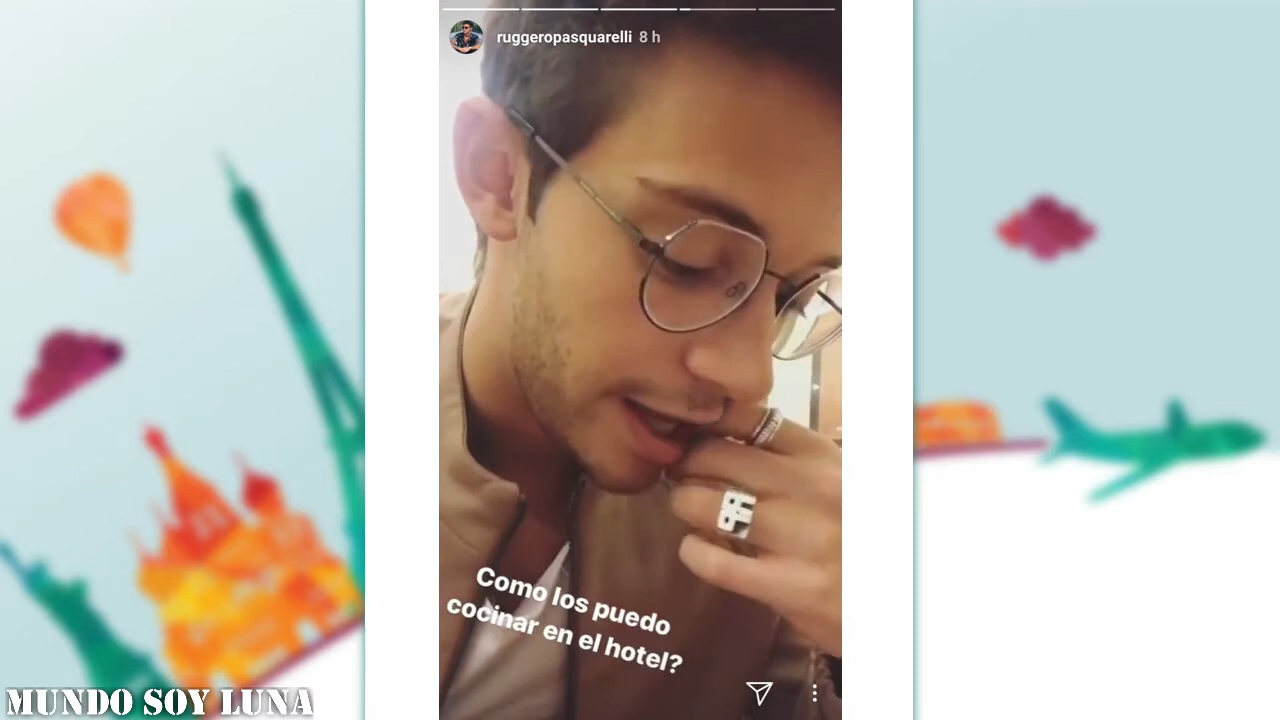 ruggeropasquarelli 8 h
Como los puedo
cocinar en el hotel?
MUNDO SOY LUNA